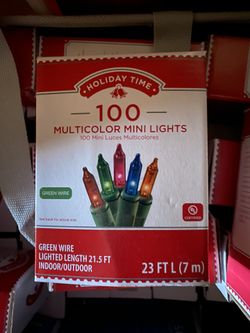 HOLIDAY TIME
100
MULTICOLOR MINI LIGHTS
100 Mini Luces Multicolores
GREEN WIRE
GREEN WIRE
LIGHTED LENGTH 21.5 FT
INDOOR/OUTDOOR
23 FT L (7 m)